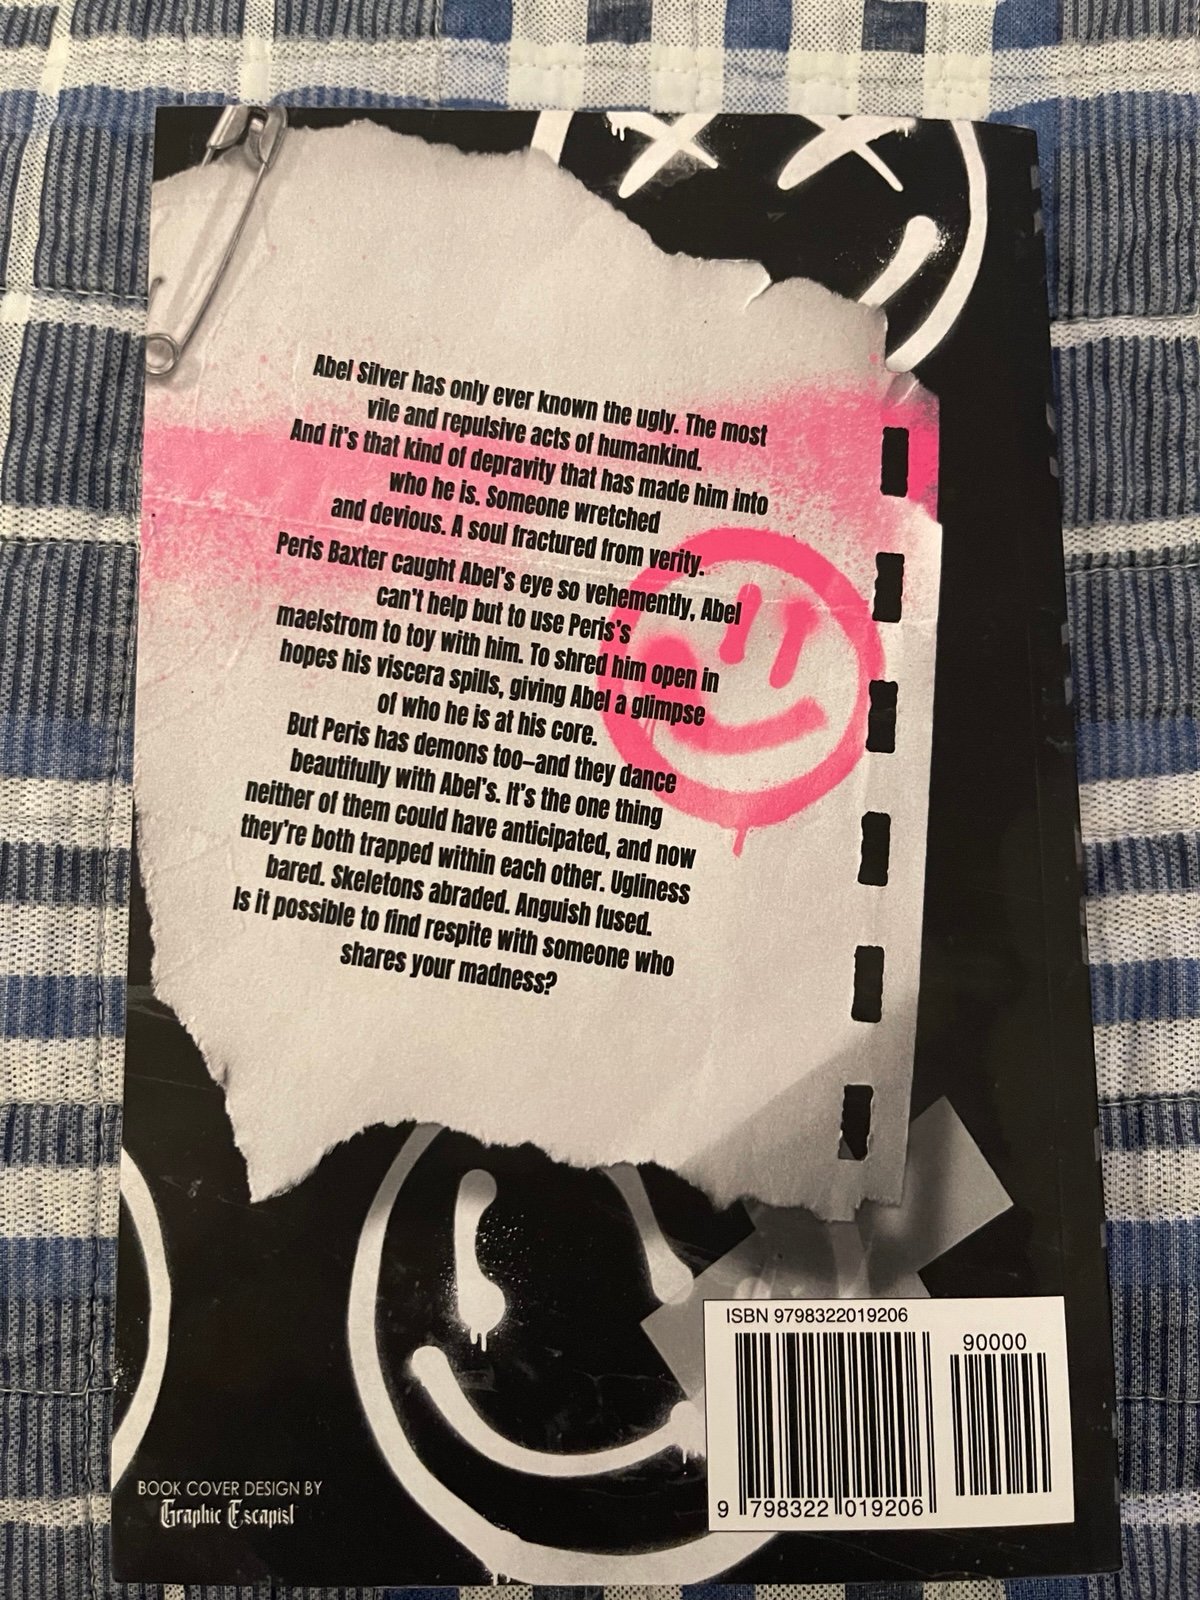 Abel Silver has only ever known the ugly. The most
vile and repulsive acts of humankind.
And it's that kind of depravity that has made him into
who he is. Someone wretched
and devious. A soul fractured from verity.
Peris Baxter caught Abel's eye so vehemently, Abel
can't help but to use Peris's
maelstrom to toy with him. To shred him open in
hopes his viscera spills, giving Abel a glimpse
of who he is at his core.
But Peris has demons too—and they dance
beautifully with Abel's. It's the one thing
neither of them could have anticipated, and now
they're both trapped within each other. Ugliness
bared. Skeletons abraded. Anguish fused.
Is it possible to find respite with someone who
shares your madness?
ISBN 9798322019206
90000
9 798322 019206
BOOK COVER DESIGN BY
Graphic Escapist